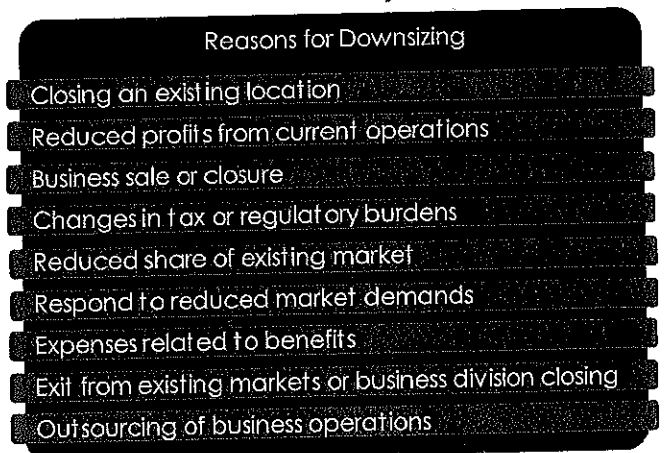 Reasons for Downsizing
Closing an existing location
Reduced profits from current operations
Business sale or closure
Changes in tax or regulatory burdens
Reduced share of existing market
Respond to reduced market demands
Expenses related to benefits
Exit from existing markets or business division closing
Outsourcing of business operations